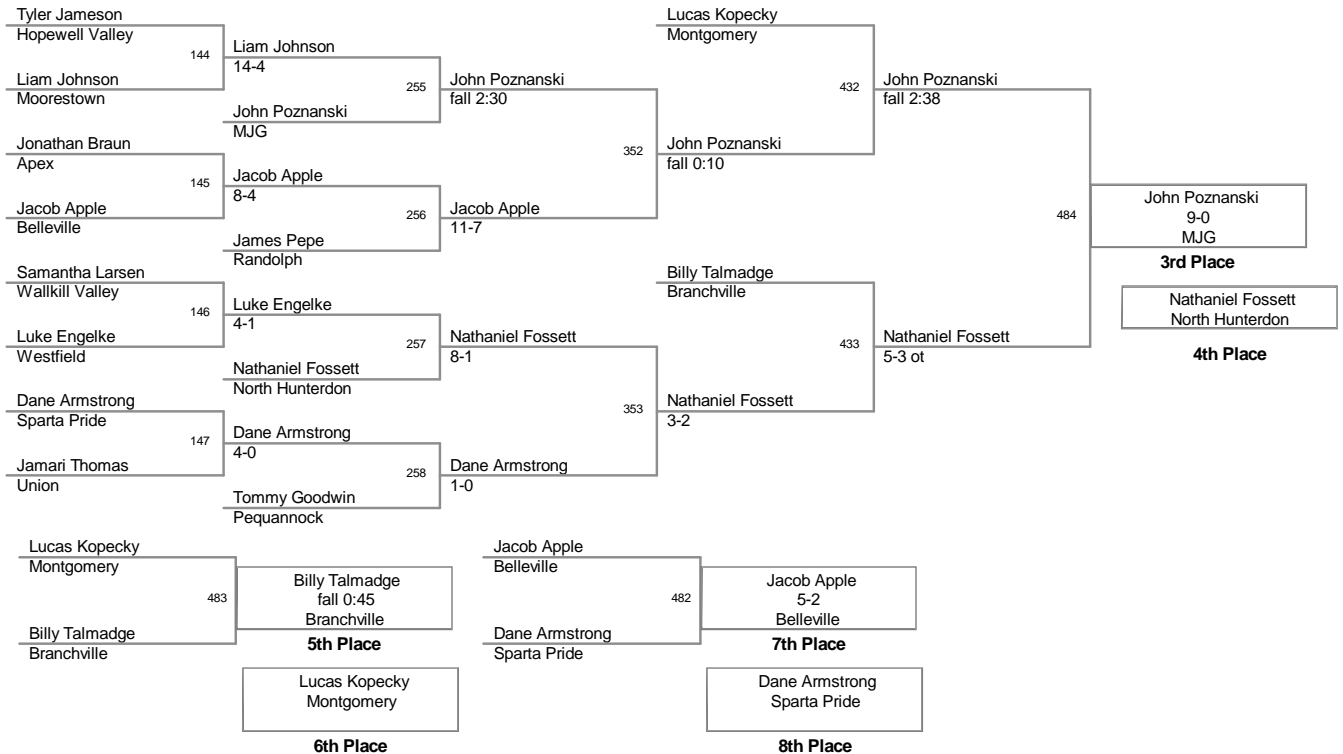 Tyler Jameson
Hopewell Valley
144
Liam Johnson
Moorestown
Jonathan Braun
Apex
145
Jacob Apple
Belleville
Samantha Larsen
Wallkill Valley
146
Luke Engelke
Westfield
Dane Armstrong
Sparta Pride
147
Jamari Thomas
Union
Liam Johnson
14-4
255
John Poznanski
MJG
Jacob Apple
8-4
256
James Pepe
Randolph
Luke Engelke
4-1
257
Nathaniel Fossett
North Hunterdon
Dane Armstrong
4-0
258
Tommy Goodwin
Pequannock
John Poznanski
fall 2:30
352
Jacob Apple
11-7
Nathaniel Fossett
8-1
353
Dane Armstrong
1-0
Lucas Kopecky
Montgomery
432
John Poznanski
fall 0:10
Billy Talmadge
Branchville
433
Nathaniel Fossett
3-2
John Poznanski
fall 2:38
484
Nathaniel Fossett
5-3 ot
John Poznanski
9-0
MJG
3rd Place
Nathaniel Fossett
North Hunterdon
4th Place
Lucas Kopecky
Montgomery
483
Billy Talmadge
Branchville
Billy Talmadge
fall 0:45
Branchville
5th Place
Lucas Kopecky
Montgomery
6th Place
Jacob Apple
Belleville
482
Dane Armstrong
Sparta Pride
Jacob Apple
5-2
Belleville
7th Place
Dane Armstrong
Sparta Pride
8th Place